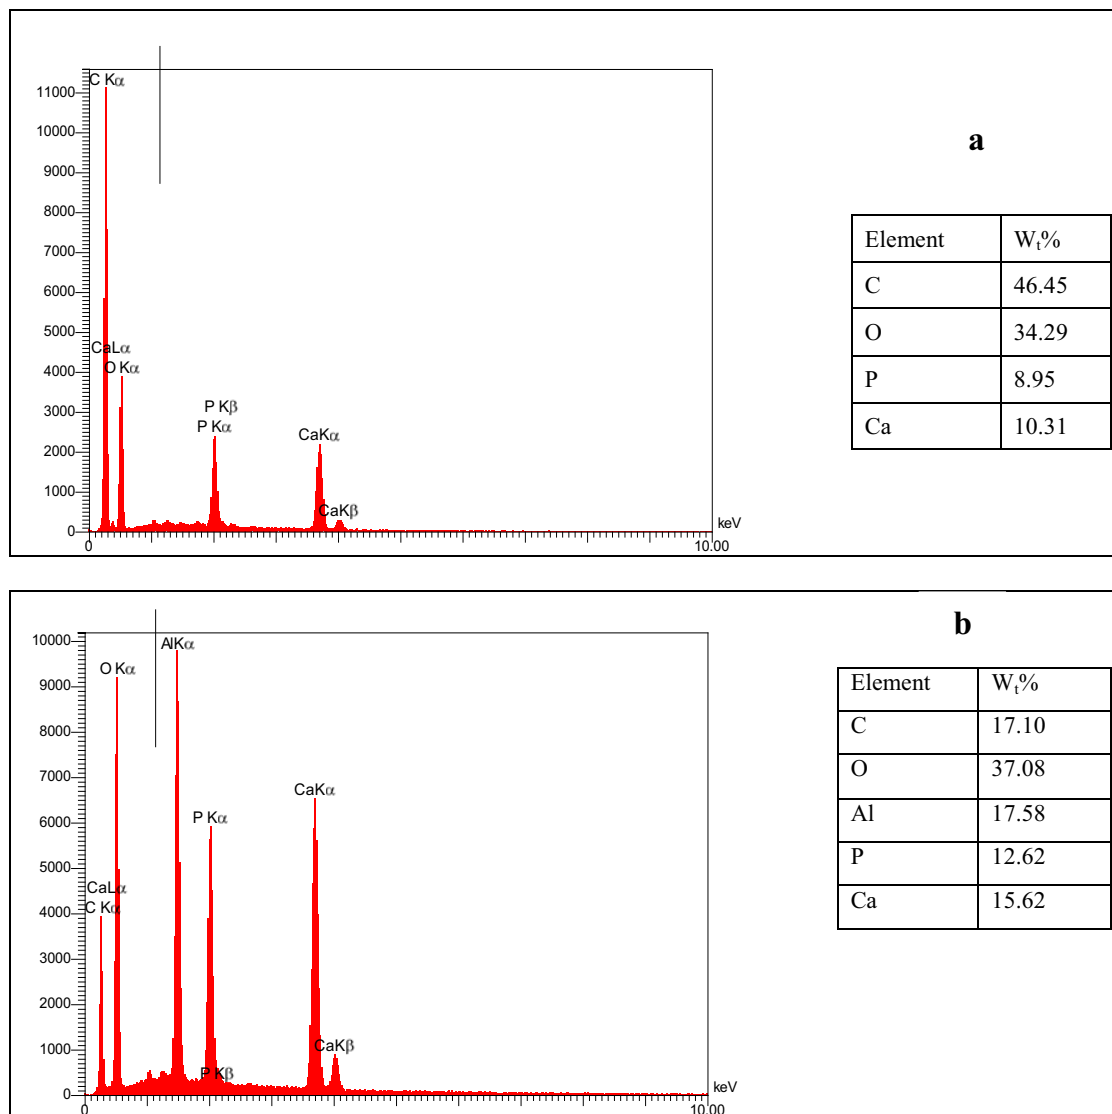 a
C Kα
11000
10000
9000
8000
7000
6000
5000
4000
3000
2000
1000
0
CaLα
O Kα
P Kβ
P Kα
CaKα
CaKβ
keV
0
10.00
Element Wt%
C 46.45
O 34.29
P 8.95
Ca 10.31
b
10000
9000
8000
7000
6000
5000
4000
3000
2000
1000
0
AlKα
O Kα
CaLα
C Kα
P Kα
P Kβ
CaKα
CaKβ
keV
0
10.00
Element Wt%
C 17.10
O 37.08
Al 17.58
P 12.62
Ca 15.62